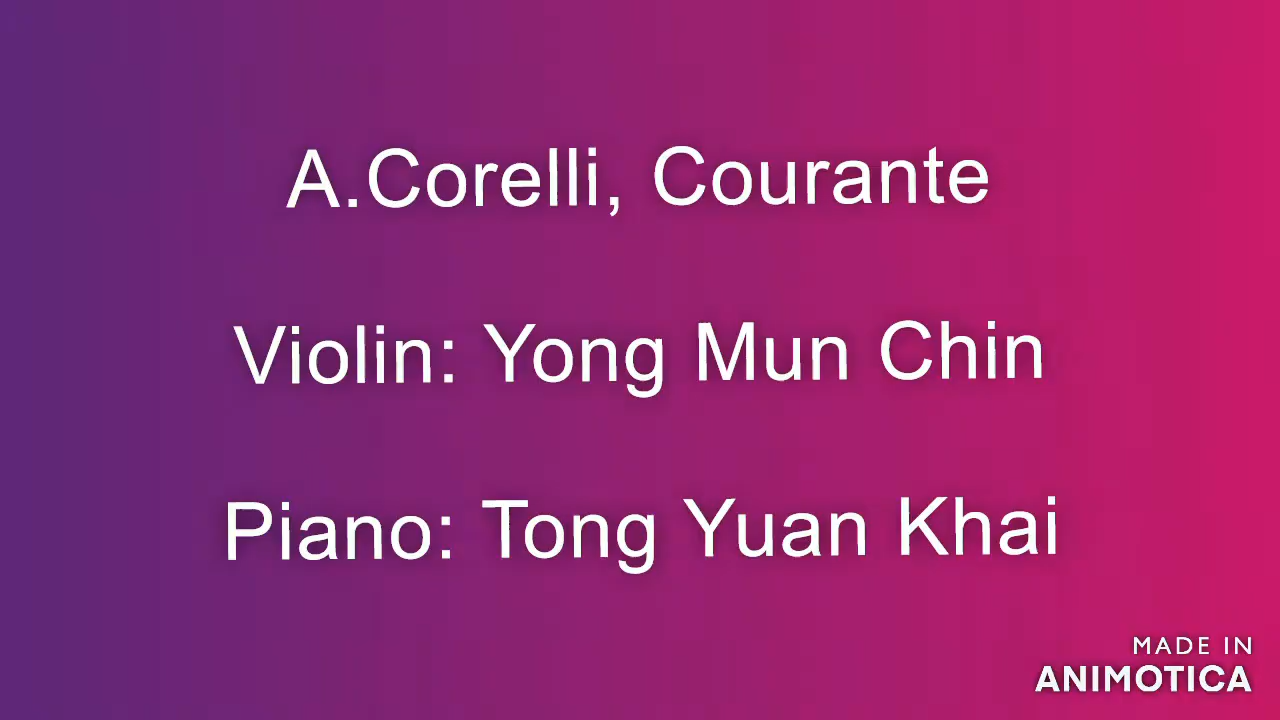 A.Corelli, Courante
Violin: Yong Mun Chin
Piano: Tong Yuan Khai
MADE IN
ANIMOTICA